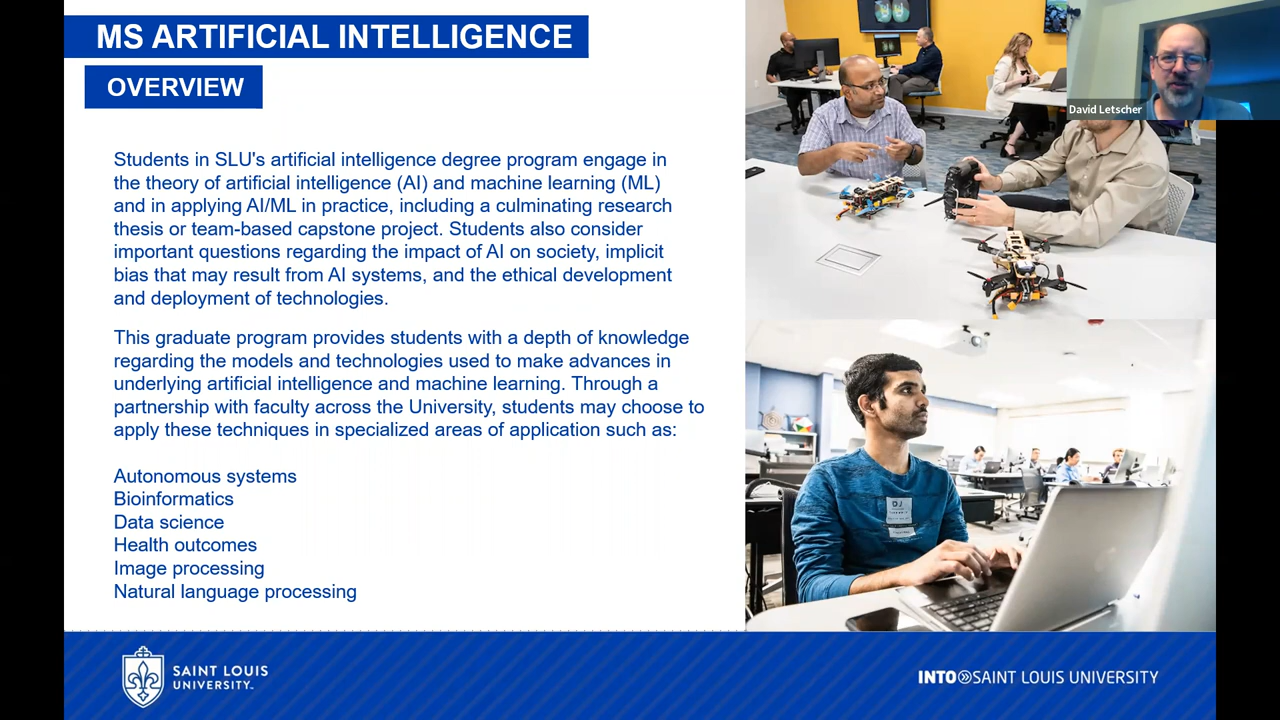 MS ARTIFICIAL INTELLIGENCE
OVERVIEW
David Letscher
Students in SLU's artificial intelligence degree program engage in
the theory of artificial intelligence (AI) and machine learning (ML)
and in applying AI/ML in practice, including a culminating research
thesis or team-based capstone project. Students also consider
important questions regarding the impact of AI on society, implicit
bias that may result from AI systems, and the ethical development
and deployment of technologies.
This graduate program provides students with a depth of knowledge
regarding the models and technologies used to make advances in
underlying artificial intelligence and machine learning. Through a
partnership with faculty across the University, students may choose to
apply these techniques in specialized areas of application such as:
Autonomous systems
Bioinformatics
Data science
Health outcomes
Image processing
Natural language processing
SAINT LOUIS
UNIVERSITY™
INTO SAINT LOUIS UNIVERSITY